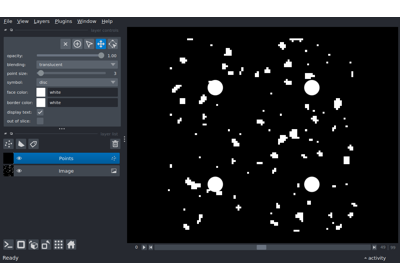 File View Layers Plugins Window Help
opacity: 1.00
blending: translucent
point size:
symbol: disc
face color: white
border color: white
display text:
out of slice:
Points
Image
0
Ready
activity